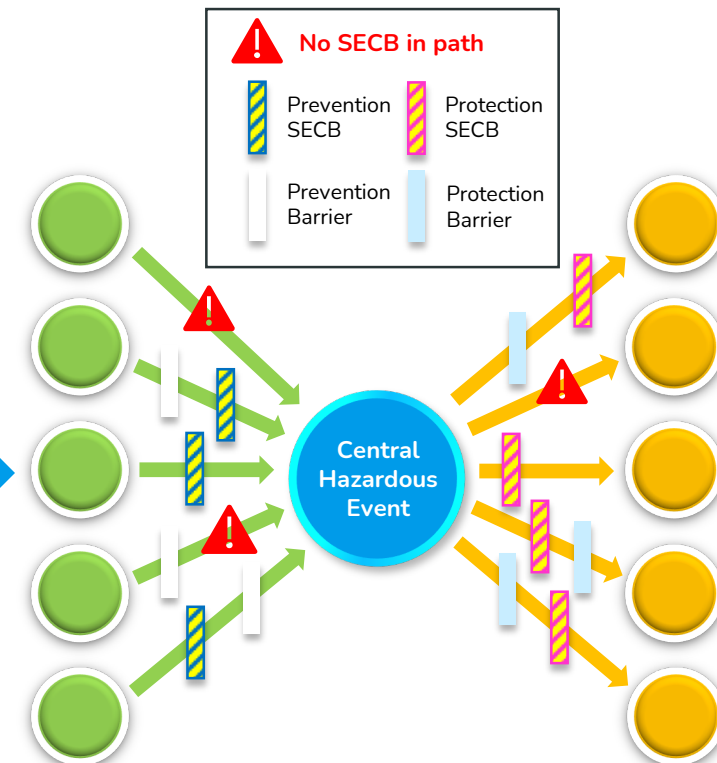 No SECB in path
Prevention
SECB
Protection
SECB
Prevention
Barrier
Protection
Barrier
Central
Hazardous
Event